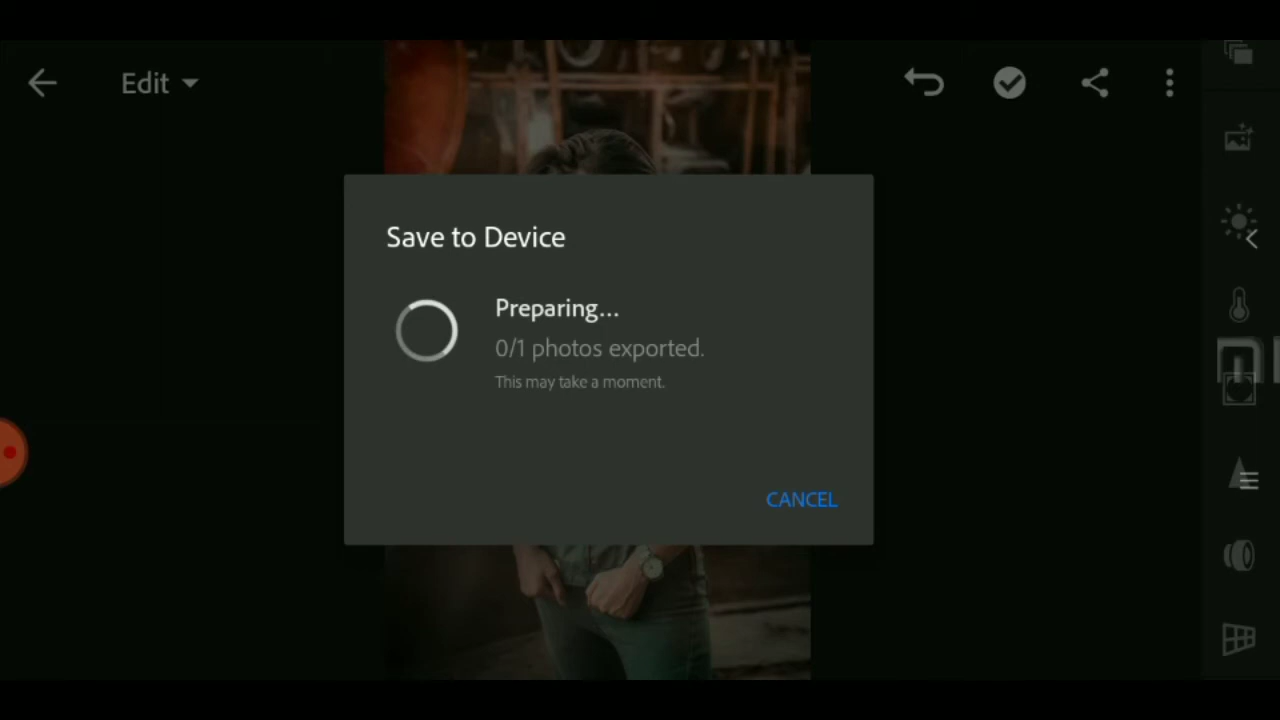 Edit
Save to Device
Preparing...
0/1 photos exported.
This may take a moment.
CANCEL